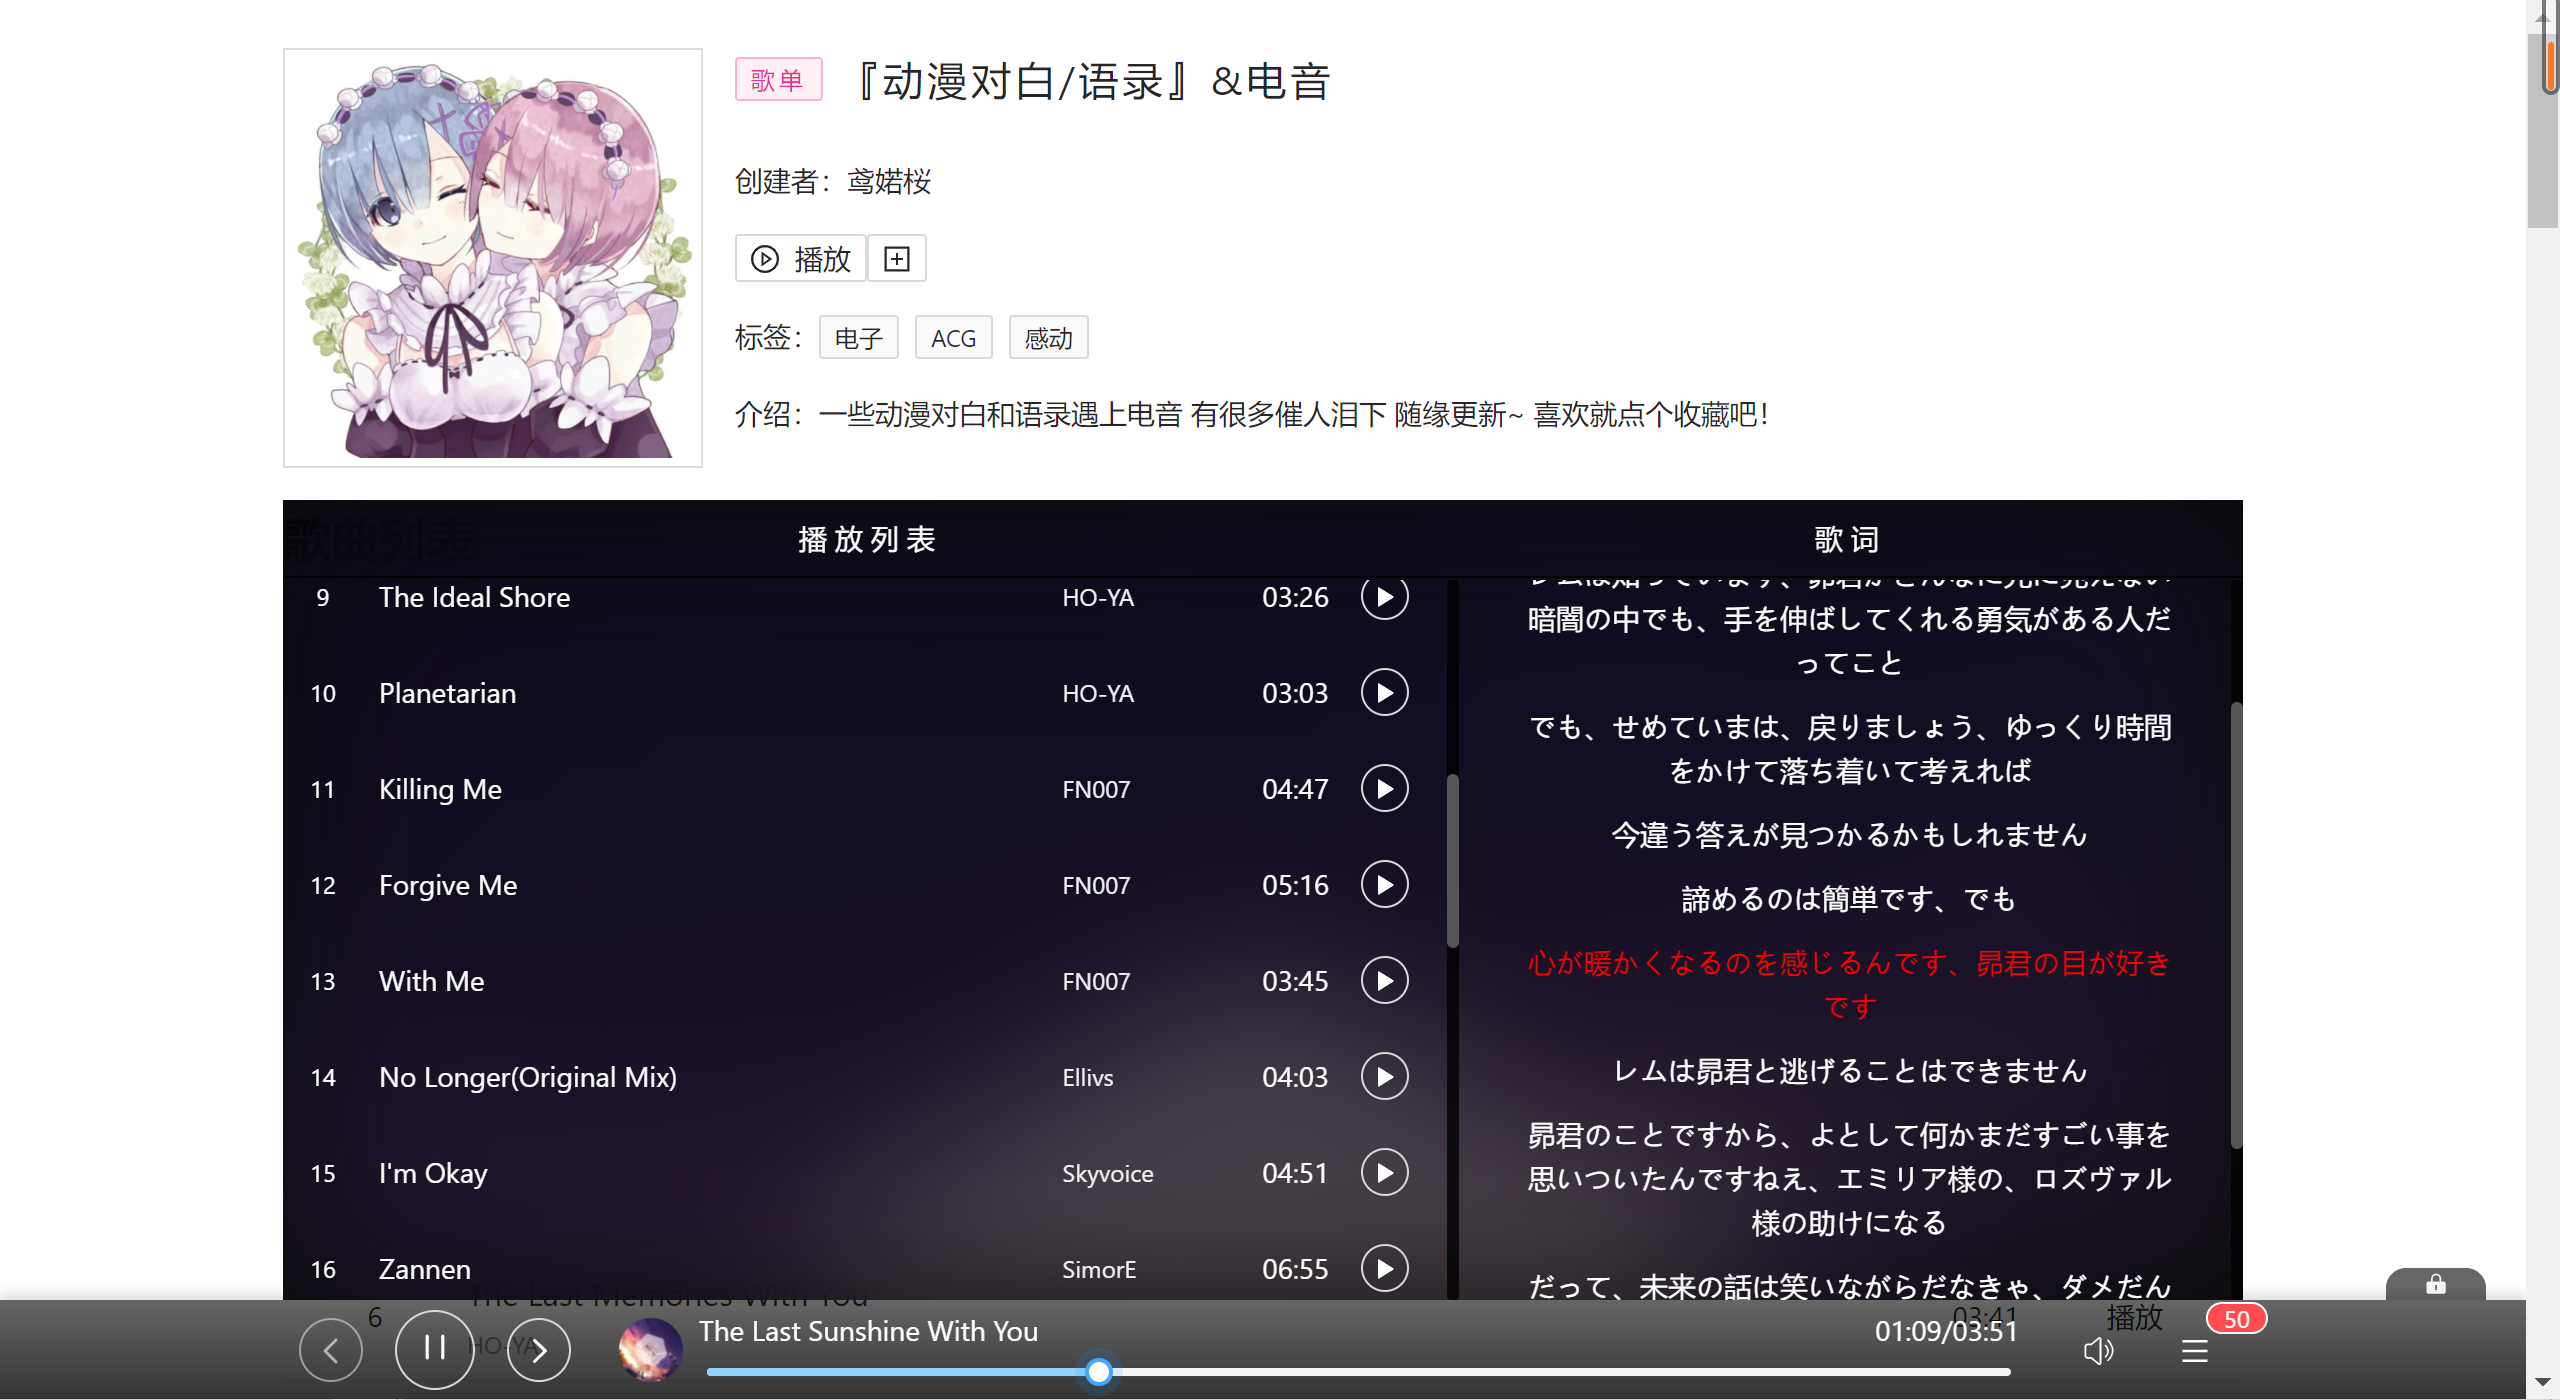 歌单 『动漫对白/语录』&电音
创建者：鸢婼桜
播放
标签： 电子 ACG 感动
介绍：一些动漫对白和语录遇上电音 有很多催人泪下 随缘更新~ 喜欢就点个收藏吧！
歌曲列表
播放列表
9 The Ideal Shore HO-YA 03:26
10 Planetarian HO-YA 03:03
11 Killing Me FN007 04:47
12 Forgive Me FN007 05:16
13 With Me FN007 03:45
14 No Longer(Original Mix) Ellivs 04:03
15 I'm Okay Skyvoice 04:51
16 Zannen SimorE 06:55
歌词
暗闇の中でも、手を伸ばしてくれる勇気がある人だ
ってこと
でも、せめていまは、戻りましょう、ゆっくり時間
をかけて落ち着いて考えれば
今違う答えが見つかるかもしれません
諦めるのは簡単です、でも
心が暖かくなるのを感じるんです、昴君の目が好き
です
レムは昴君と逃げることはできません
昴君のことですから、よとして何かまだすごい事を
思いついたんですねえ、エミリア様の、ロズヴァル
様の助けになる
だって、未来の話は笑いながらだなきゃ、ダメだん
6 The Last Memories With You 03:41 播放
HO-YA
The Last Sunshine With You 01:09/03:51
50